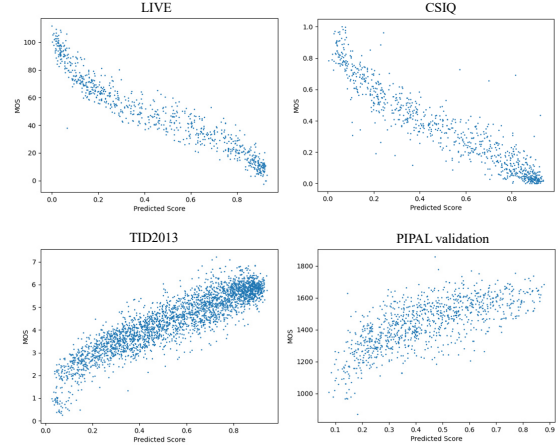 LIVE
CSIQ
MOS
100
80
60
40
20
0
0.0 0.2 0.4 0.6 0.8
Predicted Score
MOS
1.0
0.8
0.6
0.4
0.2
0.0
0.0 0.2 0.4 0.6 0.8
Predicted Score
TID2013
PIPAL validation
MOS
7
6
5
4
3
2
1
0
0.0 0.2 0.4 0.6 0.8
Predicted Score
MOS
1800
1600
1400
1200
1000
0.1 0.2 0.3 0.4 0.5 0.6 0.7 0.8 0.9
Predicted Score